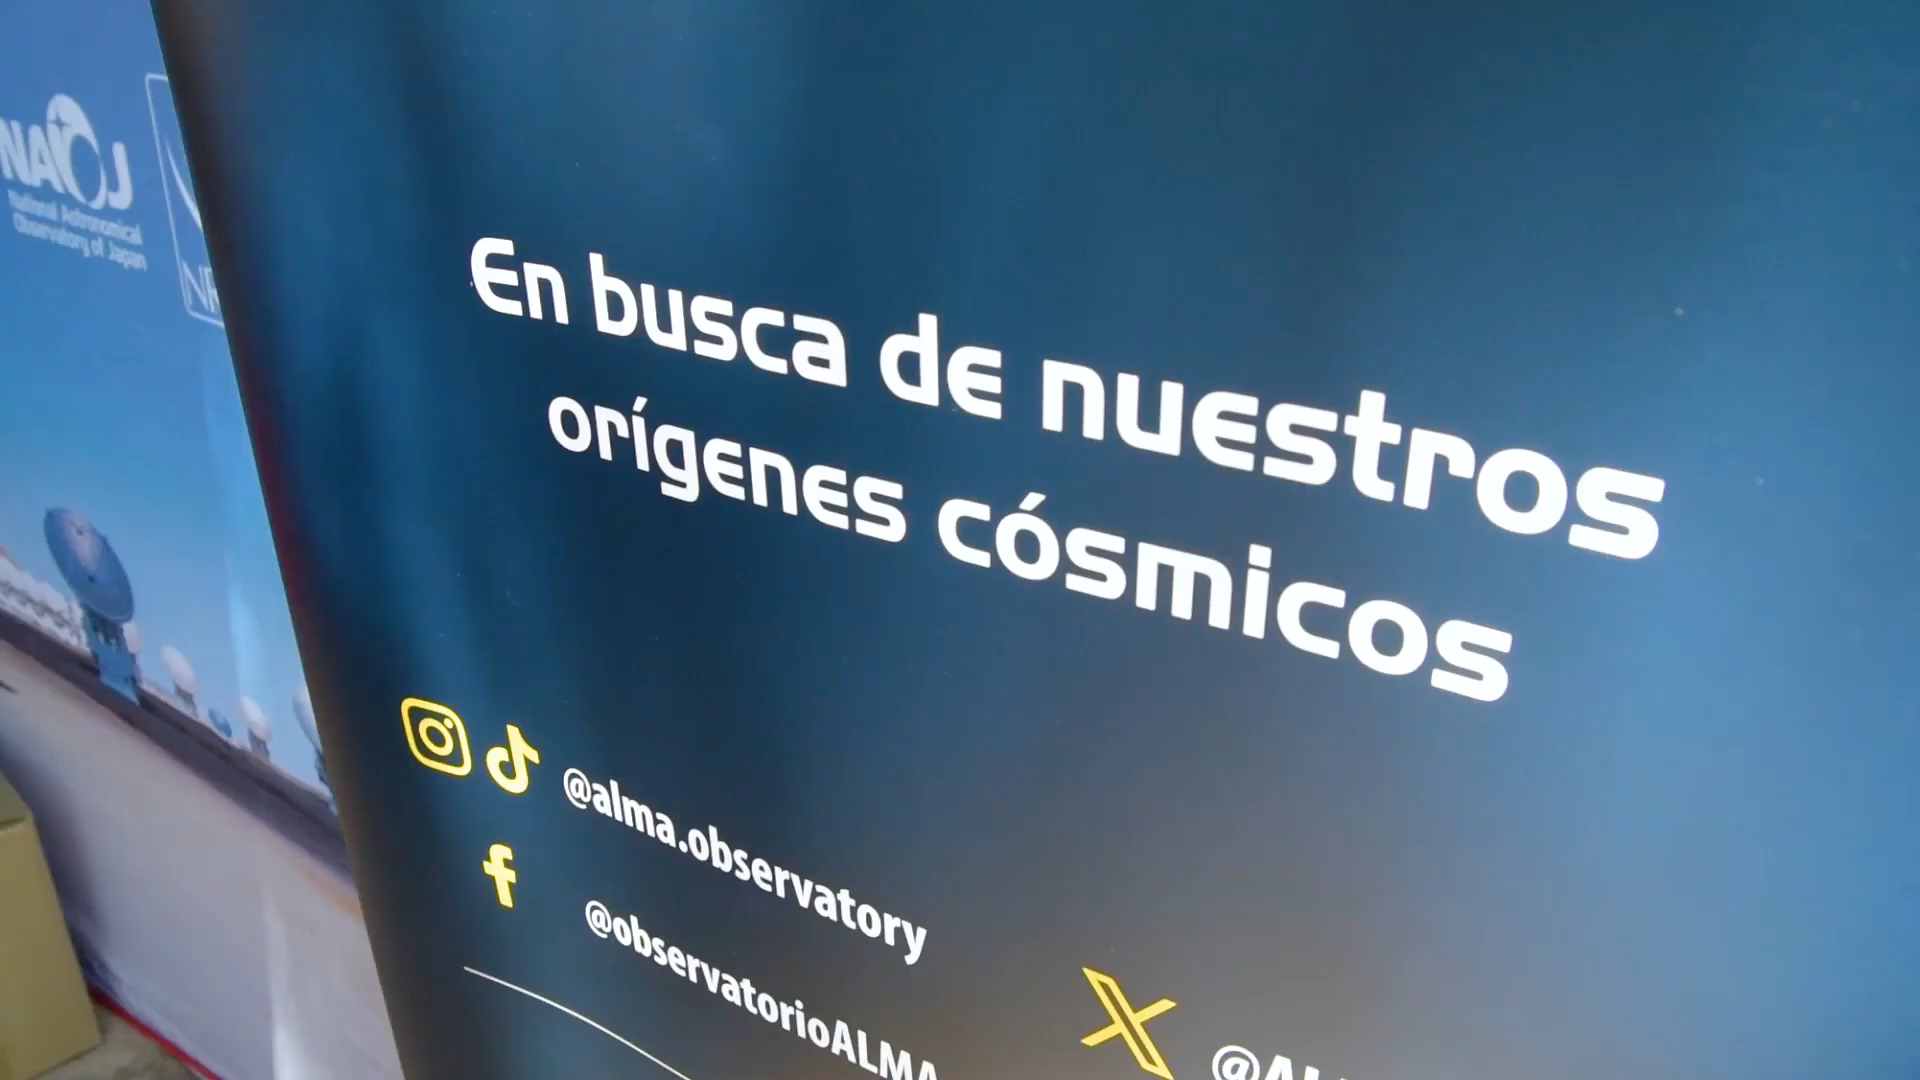 NAOJ
National Astronomical
Observatory of Japan
En busca de nuestros
orígenes cósmicos
@alma.observatory
@observatorioALMA